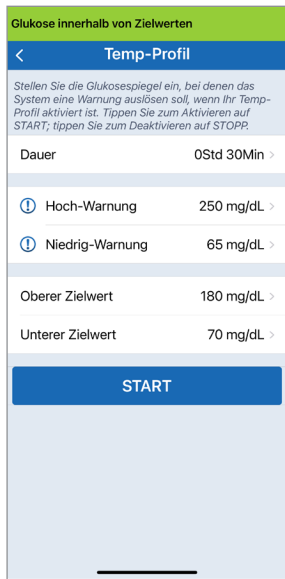 Glukose innerhalb von Zielwerten
Temp-Profil
Stellen Sie die Glukosespiegel ein, bei denen das
System eine Warnung auslösen soll, wenn Ihr Temp-
Profil aktiviert ist. Tippen Sie zum Aktivieren auf
START; tippen Sie zum Deaktivieren auf STOPP.
Dauer 0Std 30Min
Hoch-Warnung 250 mg/dL
Niedrig-Warnung 65 mg/dL
Oberer Zielwert 180 mg/dL
Unterer Zielwert 70 mg/dL
START